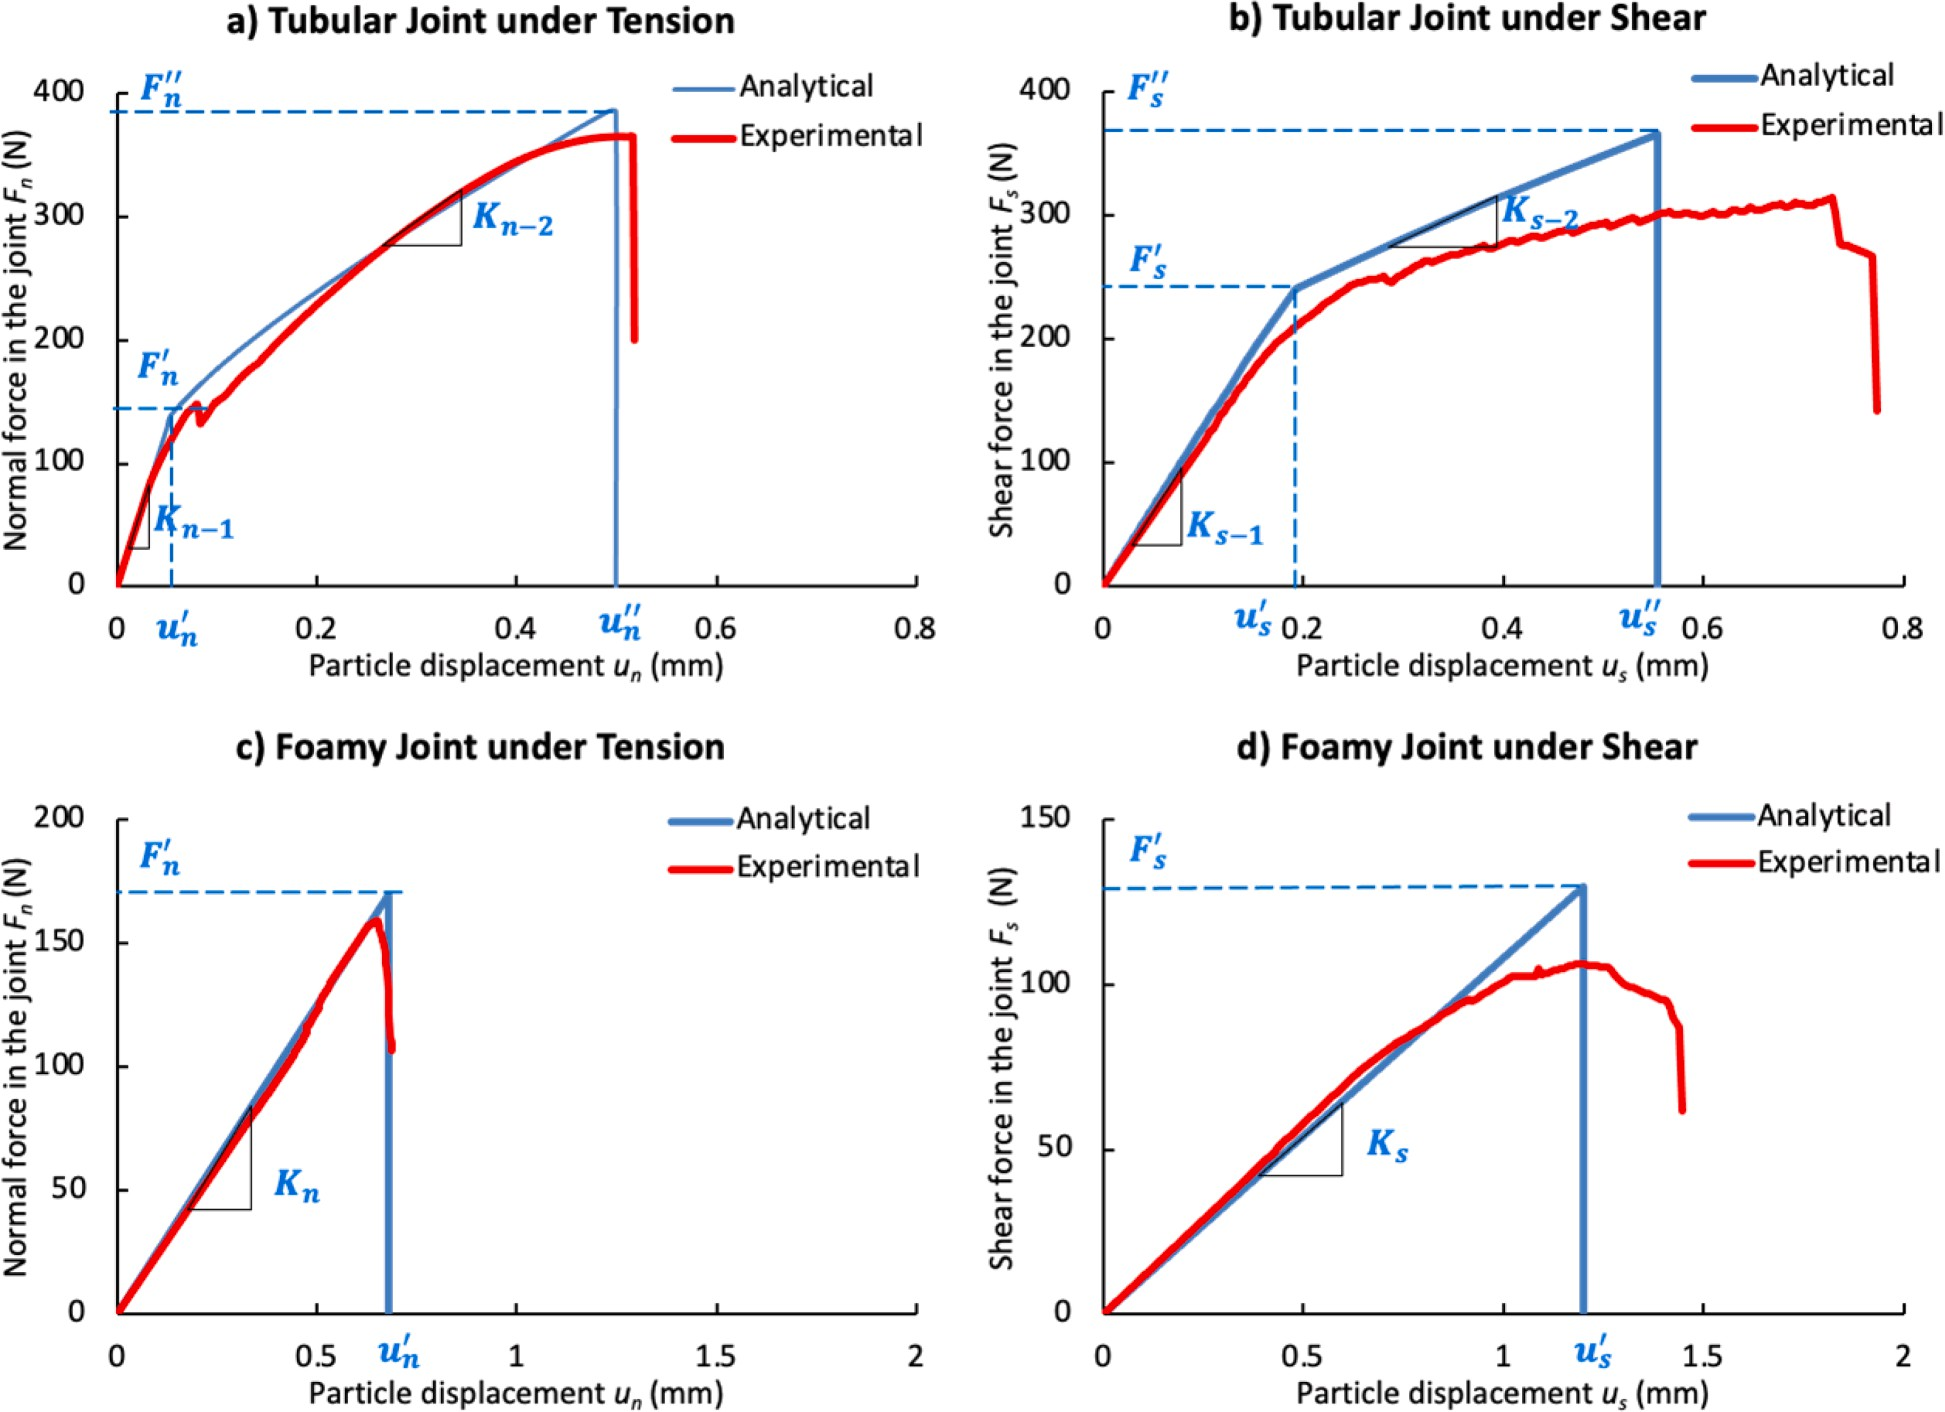 a) Tubular Joint under Tension
Normal force in the joint Fₙ (N)
400
300
200
100
0
F″ₙ
F′ₙ
Kₙ₋₁
Kₙ₋₂
Analytical
Experimental
0
u′ₙ
0.2
0.4
u″ₙ
0.6
0.8
Particle displacement uₙ (mm)
b) Tubular Joint under Shear
Shear force in the joint Fₛ (N)
400
300
200
100
0
F″ₛ
F′ₛ
Kₛ₋₁
Kₛ₋₂
Analytical
Experimental
0
u′ₛ
0.2
0.4
u″ₛ
0.6
0.8
Particle displacement uₛ (mm)
c) Foamy Joint under Tension
Normal force in the joint Fₙ (N)
200
150
100
50
0
F′ₙ
Kₙ
Analytical
Experimental
0
0.5
u′ₙ
1
1.5
2
Particle displacement uₙ (mm)
d) Foamy Joint under Shear
Shear force in the joint Fₛ (N)
150
100
50
0
F′ₛ
Kₛ
Analytical
Experimental
0
0.5
1
u′ₛ
1.5
2
Particle displacement uₛ (mm)